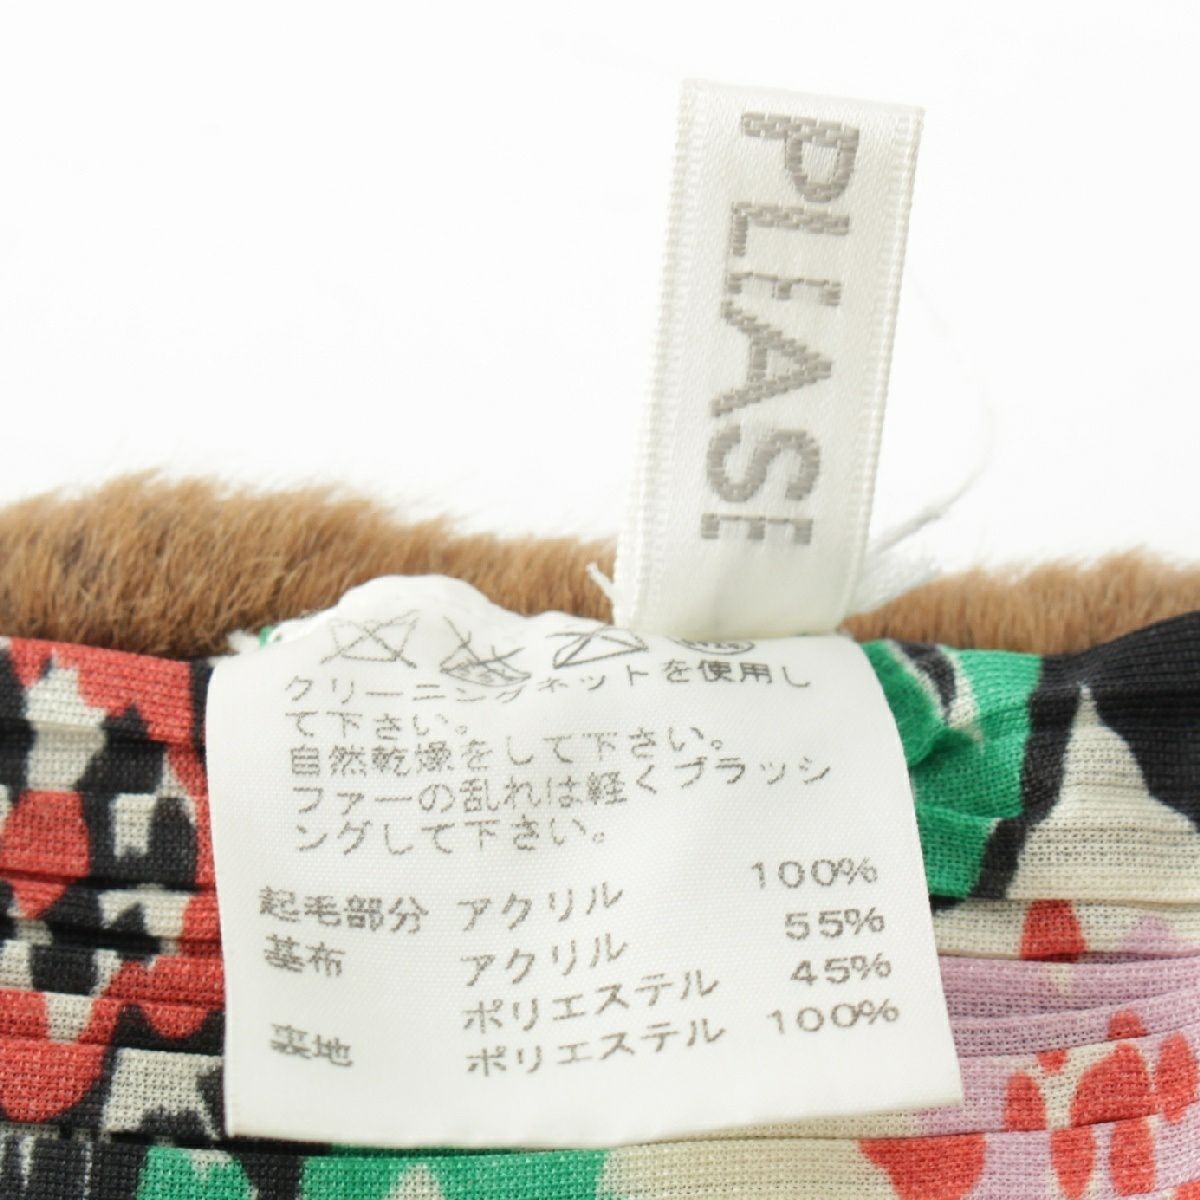 PLEASE
クリーニングネットを使用し
て下さい。
自然乾燥をして下さい。
ファーの乱れは軽くブラッシ
ングして下さい。
起毛部分 アクリル 100%
基布 アクリル 55%
ポリエステル 45%
裏地 ポリエステル 100%